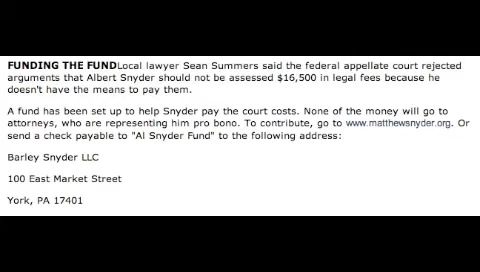 FUNDING THE FUNDLocal lawyer Sean Summers said the federal appellate court rejected
arguments that Albert Snyder should not be assessed $16,500 in legal fees because he
doesn't have the means to pay them.
A fund has been set up to help Snyder pay the court costs. None of the money will go to
attorneys, who are representing him pro bono. To contribute, go to www.matthewsnyder.org. Or
send a check payable to "Al Snyder Fund" to the following address:
Barley Snyder LLC
100 East Market Street
York, PA 17401